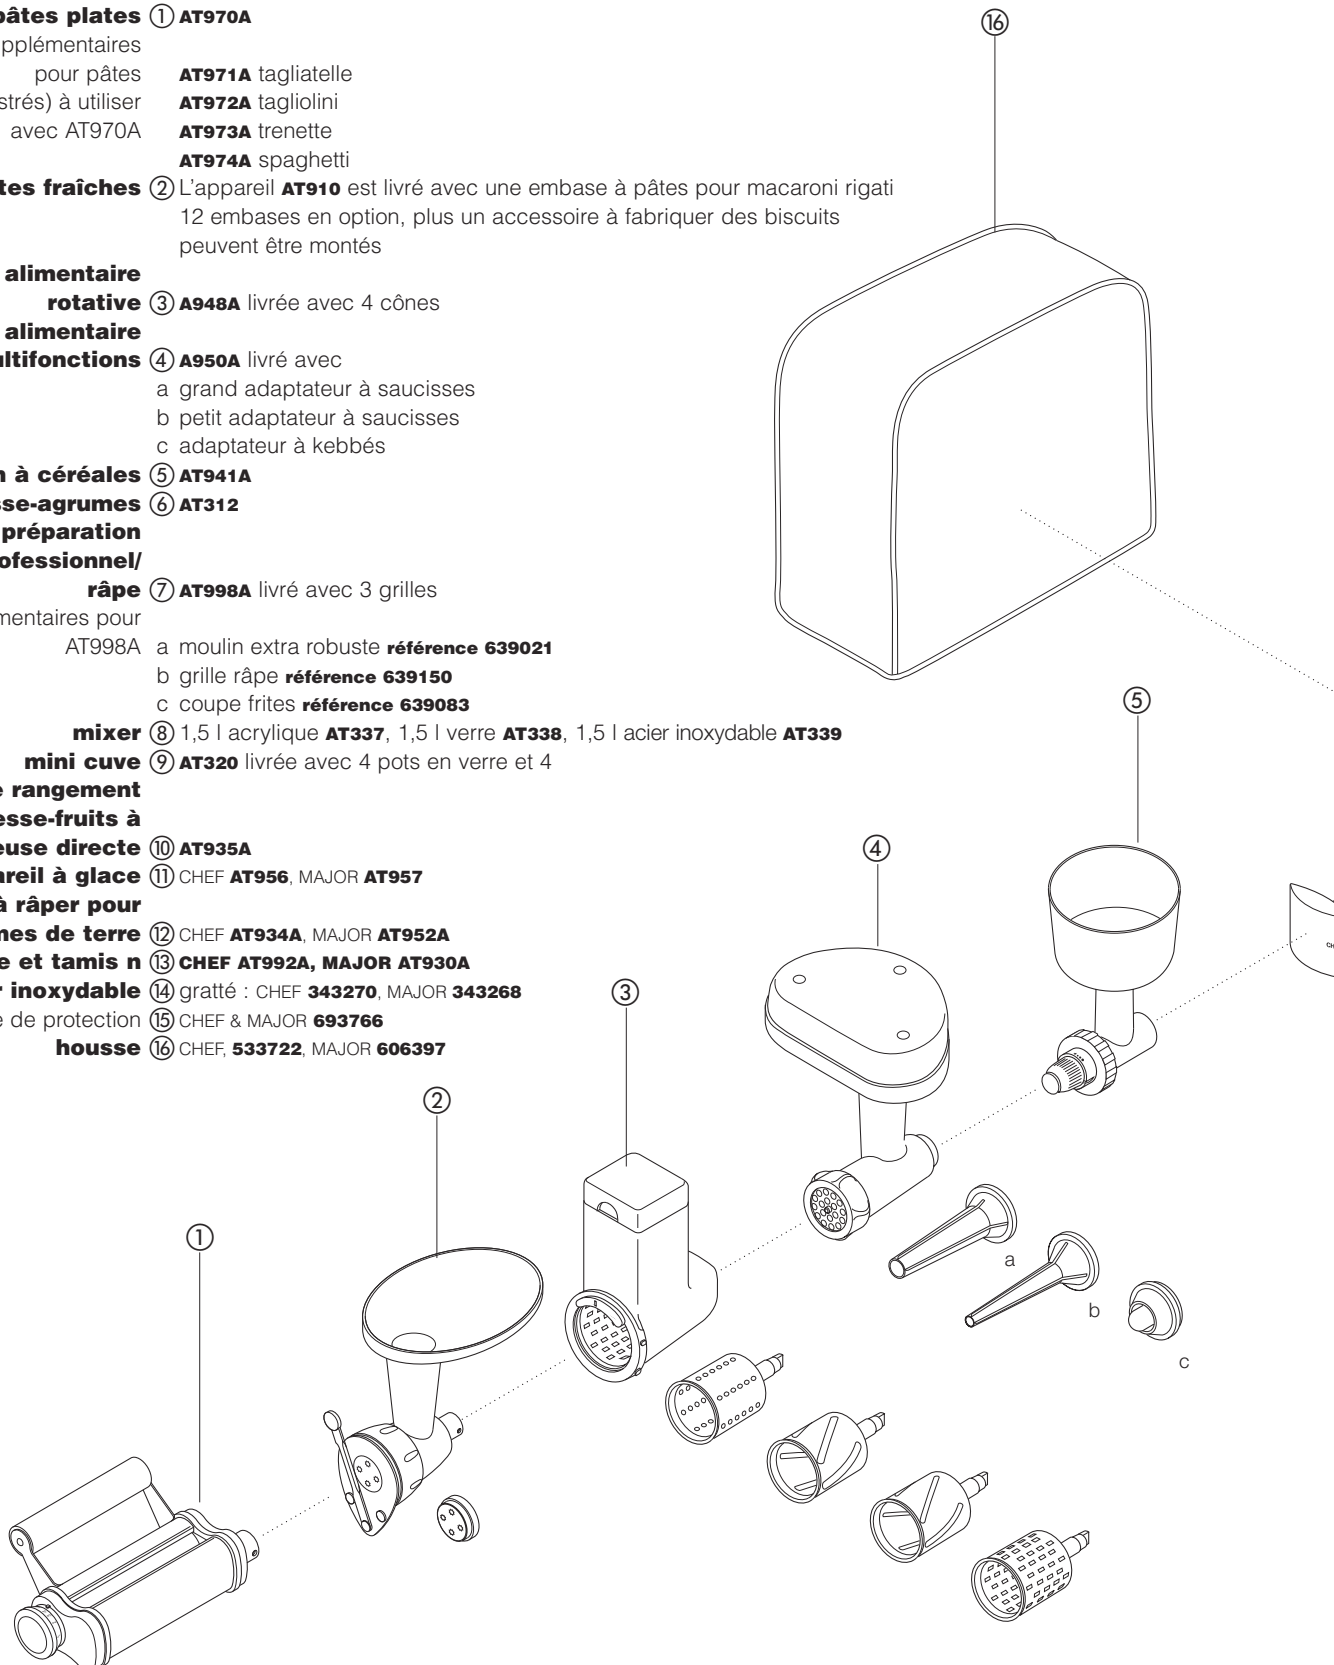 pâtes plates ① AT970A
pplémentaires
pour pâtes AT971A tagliatelle
strés) à utiliser AT972A tagliolini
avec AT970A AT973A trenette
AT974A spaghetti
tes fraîches ② L'appareil AT910 est livré avec une embase à pâtes pour macaroni rigati
12 embases en option, plus un accessoire à fabriquer des biscuits
peuvent être montés
alimentaire
rotative ③ A948A livrée avec 4 cônes
alimentaire
ultifonctions ④ A950A livré avec
a grand adaptateur à saucisses
b petit adaptateur à saucisses
c adaptateur à kebbés
n à céréales ⑤ AT941A
sse-agrumes ⑥ AT312
préparation
ofessionnel/
râpe ⑦ AT998A livré avec 3 grilles
mentaires pour
AT998A a moulin extra robuste référence 639021
b grille râpe référence 639150
c coupe frites référence 639083
mixer ⑧ 1,5 l acrylique AT337, 1,5 l verre AT338, 1,5 l acier inoxydable AT339
mini cuve ⑨ AT320 livrée avec 4 pots en verre et 4
e rangement
esse-fruits à
euse directe ⑩ AT935A
areil à glace ⑪ CHEF AT956, MAJOR AT957
à râper pour
mes de terre ⑫ CHEF AT934A, MAJOR AT952A
e et tamis n ⑬ CHEF AT992A, MAJOR AT930A
r inoxydable ⑭ gratté : CHEF 343270, MAJOR 343268
e de protection ⑮ CHEF & MAJOR 693766
housse ⑯ CHEF, 533722, MAJOR 606397
⑯
⑤
④
CH
③
②
①
a
b
c